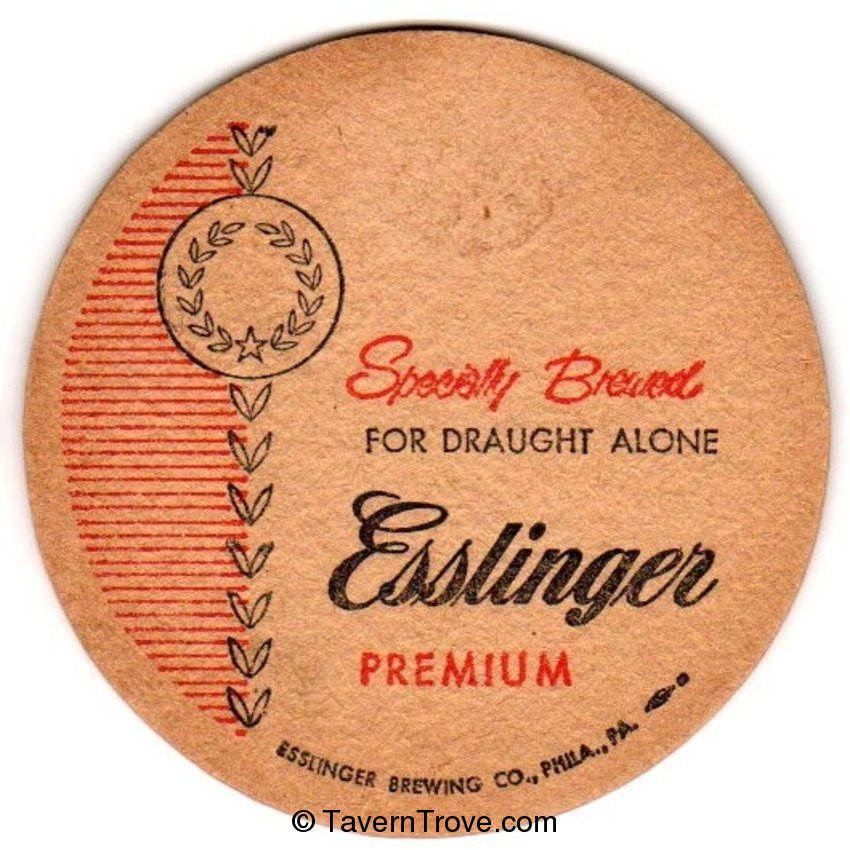 Specially Brewed
FOR DRAUGHT ALONE
Esslinger
PREMIUM
ESSLINGER BREWING CO., PHILA., PA.
© TavernTrove.com